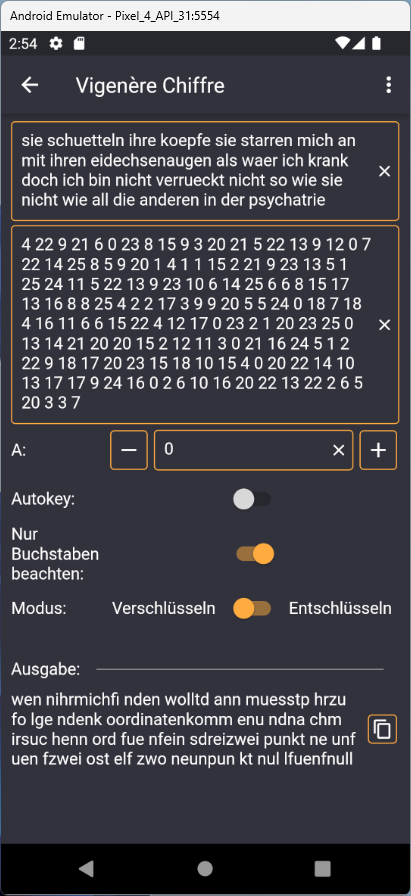 Android Emulator - Pixel_4_API_31:5554
2:54
Vigenère Chiffre
sie schuetteln ihre koepfe sie starren mich an
mit ihren eidechsenaugen als waer ich krank
doch ich bin nicht verrueckt nicht so wie sie
nicht wie all die anderen in der psychatrie
4 22 9 21 6 0 23 8 15 9 3 20 21 5 22 13 9 12 0 7
22 14 25 8 5 9 20 1 4 1 1 15 2 21 9 23 13 5 1
25 24 11 5 22 13 9 23 10 6 14 25 6 6 8 15 17
13 16 8 8 25 4 2 2 17 3 9 9 20 5 5 24 0 18 7 18
4 16 11 6 6 15 22 4 12 17 0 23 2 1 20 23 25 0
13 14 21 20 20 15 2 12 11 3 0 21 16 24 5 1 2
22 9 18 17 20 23 15 18 10 15 4 0 20 22 14 10
13 17 17 9 24 16 0 2 6 10 16 20 22 13 22 2 6 5
20 3 3 7
A:
0
Autokey:
Nur
Buchstaben
beachten:
Modus: Verschlüsseln Entschlüsseln
Ausgabe:
wen nihrmichfi nden wolltd ann muesstp hrzu
fo lge ndenk oordinatenkomm enu ndna chm
irsuc henn ord fue nfein sdreizwei punkt ne unf
uen fzwei ost elf zwo neunpun kt nul lfuenfnull